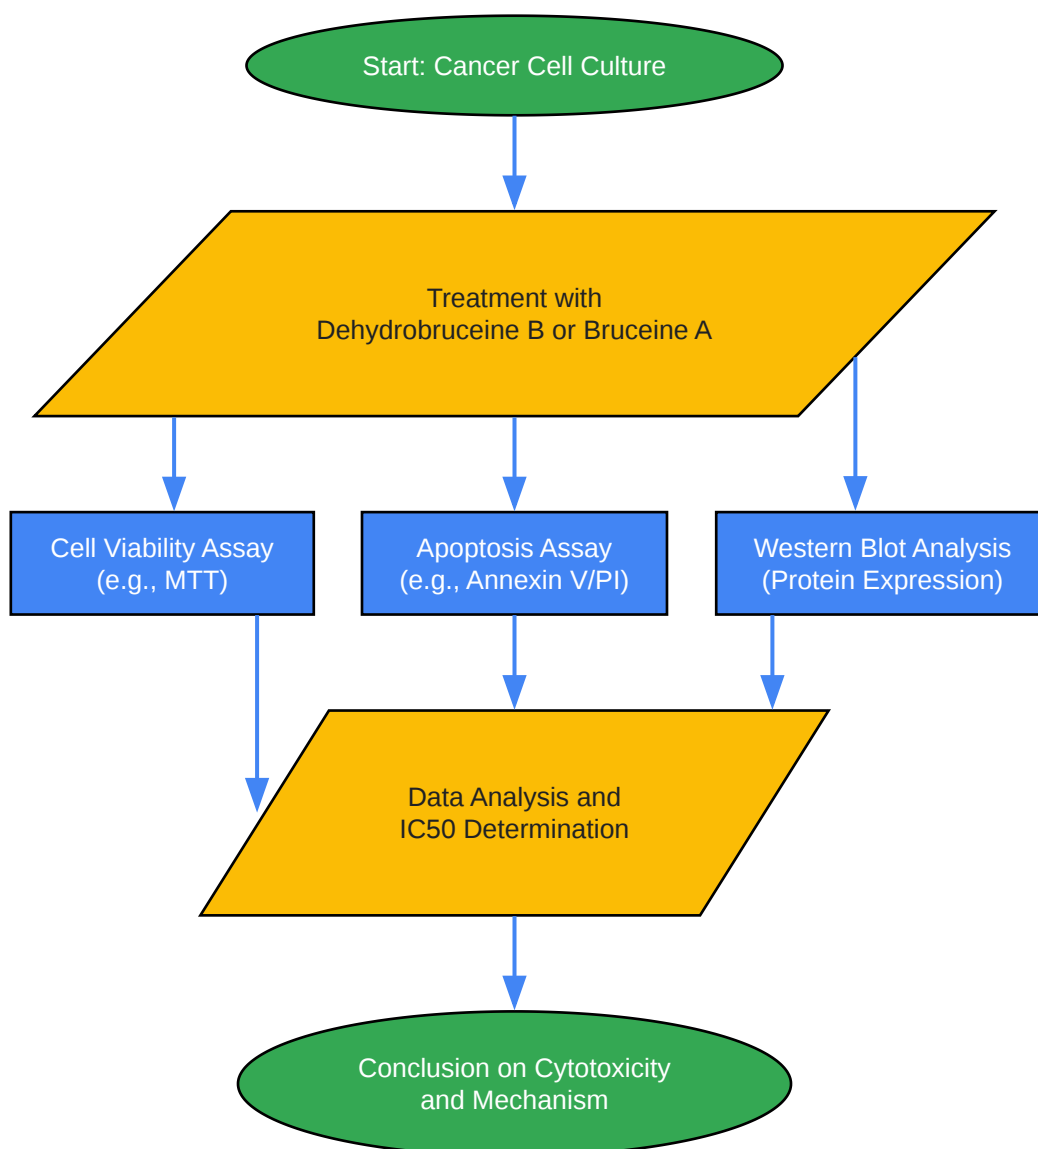 Start: Cancer Cell Culture
Treatment with
Dehydrobruceine B or Bruceine A
Cell Viability Assay
(e.g., MTT)
Apoptosis Assay
(e.g., Annexin V/PI)
Western Blot Analysis
(Protein Expression)
Data Analysis and
IC50 Determination
Conclusion on Cytotoxicity
and Mechanism